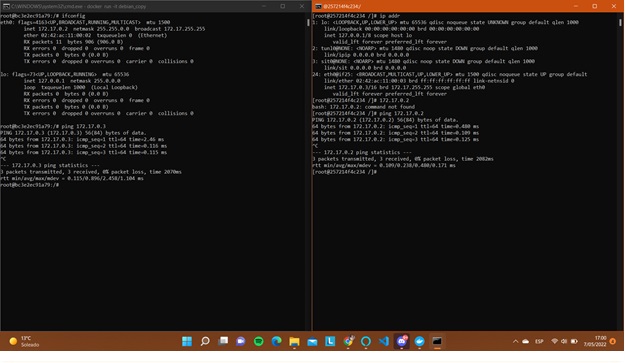 C:\WINDOWS\system32\cmd.exe - docker run -it debian_copy
root@bc3e2ec91a79:/# ifconfig
eth0: flags=4163<UP,BROADCAST,RUNNING,MULTICAST> mtu 1500
inet 172.17.0.2 netmask 255.255.0.0 broadcast 172.17.255.255
ether 02:42:ac:11:00:02 txqueuelen 0 (Ethernet)
RX packets 11 bytes 906 (906.0 B)
RX errors 0 dropped 0 overruns 0 frame 0
TX packets 0 bytes 0 (0.0 B)
TX errors 0 dropped 0 overruns 0 carrier 0 collisions 0
lo: flags=73<UP,LOOPBACK,RUNNING> mtu 65536
inet 127.0.0.1 netmask 255.0.0.0
loop txqueuelen 1000 (Local Loopback)
RX packets 0 bytes 0 (0.0 B)
RX errors 0 dropped 0 overruns 0 frame 0
TX packets 0 bytes 0 (0.0 B)
TX errors 0 dropped 0 overruns 0 carrier 0 collisions 0
root@bc3e2ec91a79:/# ping 172.17.0.3
PING 172.17.0.3 (172.17.0.3) 56(84) bytes of data.
64 bytes from 172.17.0.3: icmp_seq=1 ttl=64 time=2.46 ms
64 bytes from 172.17.0.3: icmp_seq=2 ttl=64 time=0.116 ms
64 bytes from 172.17.0.3: icmp_seq=3 ttl=64 time=0.115 ms
^C
--- 172.17.0.3 ping statistics ---
3 packets transmitted, 3 received, 0% packet loss, time 2070ms
rtt min/avg/max/mdev = 0.115/0.896/2.458/1.104 ms
root@bc3e2ec91a79:/#
root@257214f4c234:/
[root@257214f4c234 /]# ip addr
1: lo: <LOOPBACK,UP,LOWER_UP> mtu 65536 qdisc noqueue state UNKNOWN group default qlen 1000
link/loopback 00:00:00:00:00:00 brd 00:00:00:00:00:00
inet 127.0.0.1/8 scope host lo
valid_lft forever preferred_lft forever
2: tunl0@NONE: <NOARP> mtu 1480 qdisc noop state DOWN group default qlen 1000
link/ipip 0.0.0.0 brd 0.0.0.0
3: sit0@NONE: <NOARP> mtu 1480 qdisc noop state DOWN group default qlen 1000
link/sit 0.0.0.0 brd 0.0.0.0
24: eth0@if25: <BROADCAST,MULTICAST,UP,LOWER_UP> mtu 1500 qdisc noqueue state UP group default
link/ether 02:42:ac:11:00:03 brd ff:ff:ff:ff:ff:ff link-netnsid 0
inet 172.17.0.3/16 brd 172.17.255.255 scope global eth0
valid_lft forever preferred_lft forever
[root@257214f4c234 /]# 172.17.0.2
bash: 172.17.0.2: command not found
[root@257214f4c234 /]# ping 172.17.0.2
PING 172.17.0.2 (172.17.0.2) 56(84) bytes of data.
64 bytes from 172.17.0.2: icmp_seq=1 ttl=64 time=0.480 ms
64 bytes from 172.17.0.2: icmp_seq=2 ttl=64 time=0.109 ms
64 bytes from 172.17.0.2: icmp_seq=3 ttl=64 time=0.125 ms
^C
--- 172.17.0.2 ping statistics ---
3 packets transmitted, 3 received, 0% packet loss, time 2082ms
rtt min/avg/max/mdev = 0.109/0.238/0.480/0.171 ms
[root@257214f4c234 /]#
13°C
Soleado
ESP
17:00
7/05/2022